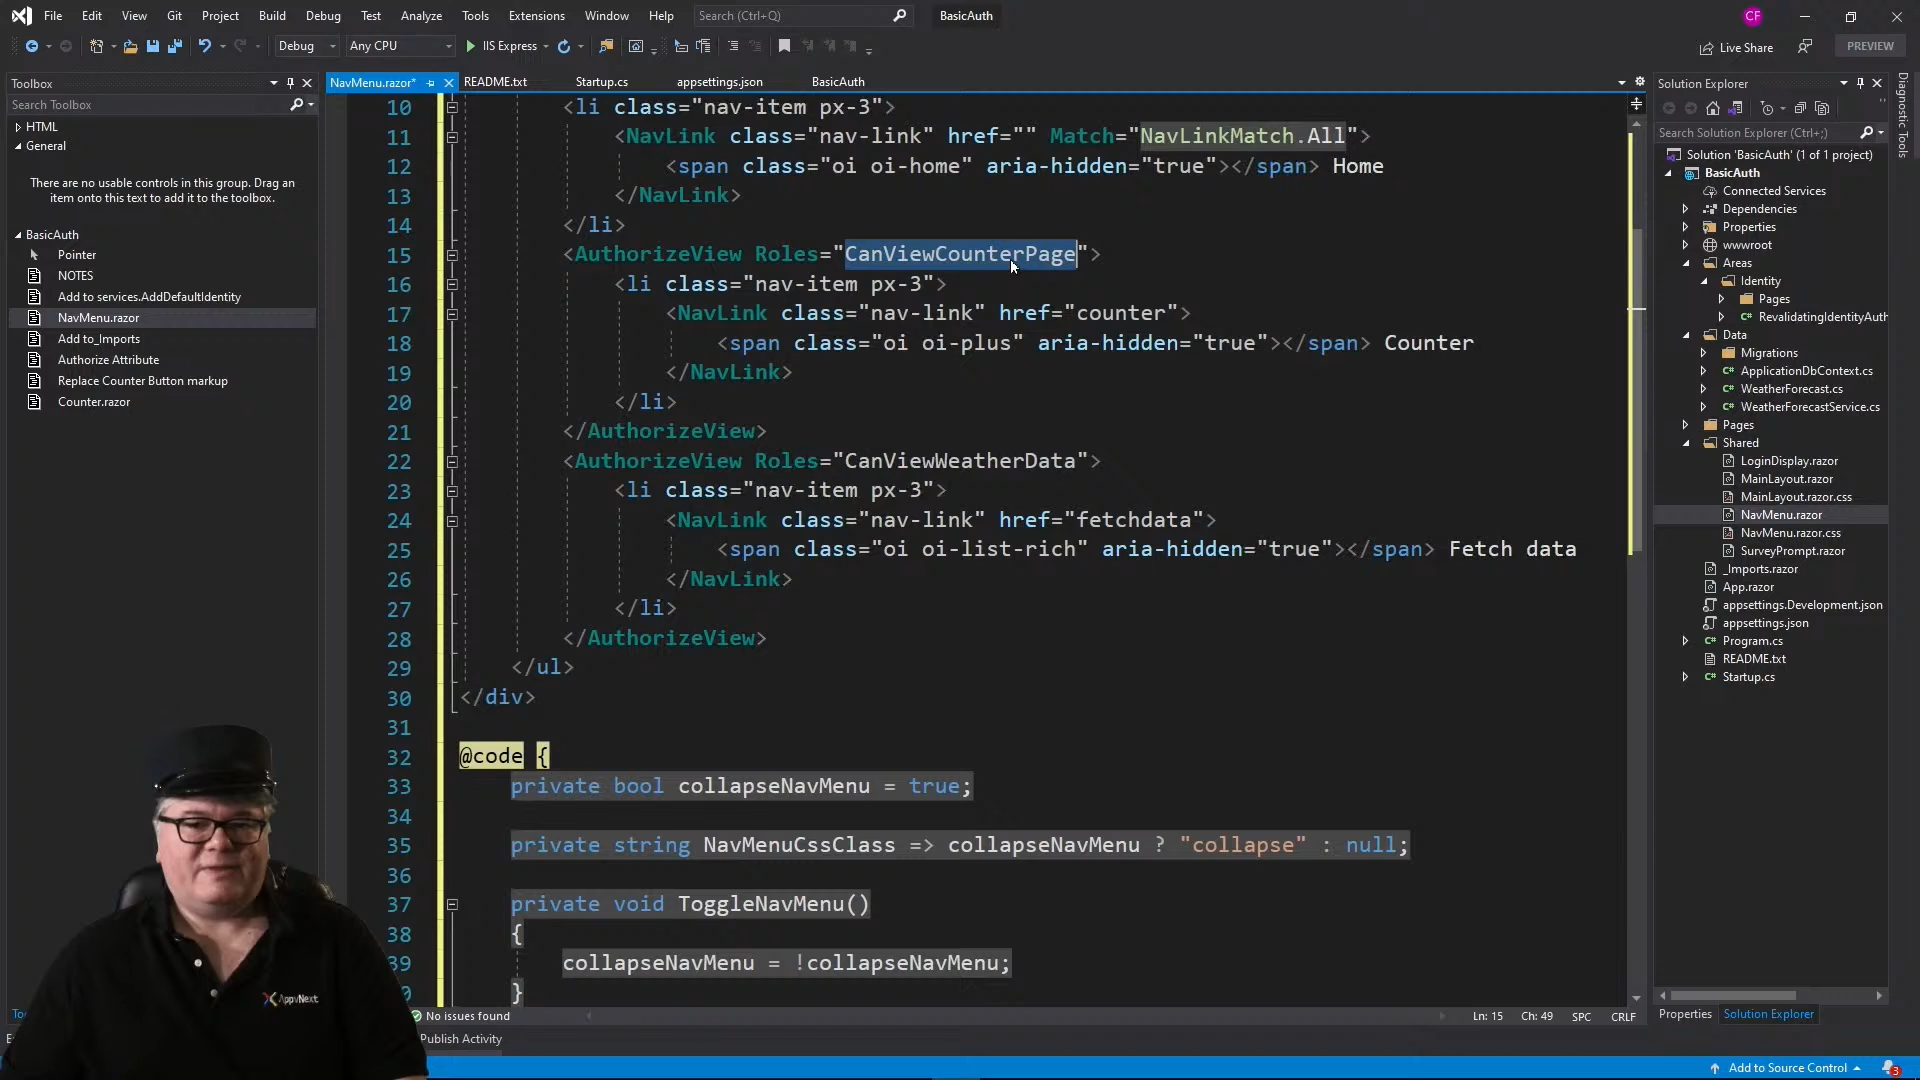 File Edit View Git Project Build Debug Test Analyze Tools Extensions Window Help Search (Ctrl+Q) BasicAuth CF
Debug Any CPU IIS Express Live Share PREVIEW
Toolbox
Search Toolbox
HTML
General
There are no usable controls in this group. Drag an
item onto this text to add it to the toolbox.
BasicAuth
Pointer
NOTES
Add to services.AddDefaultIdentity
NavMenu.razor
Add to_Imports
Authorize Attribute
Replace Counter Button markup
Counter.razor
NavMenu.razor* README.txt Startup.cs appsettings.json BasicAuth
10 <li class="nav-item px-3">
11 <NavLink class="nav-link" href="" Match="NavLinkMatch.All">
12 <span class="oi oi-home" aria-hidden="true"></span> Home
13 </NavLink>
14 </li>
15 <AuthorizeView Roles="CanViewCounterPage">
16 <li class="nav-item px-3">
17 <NavLink class="nav-link" href="counter">
18 <span class="oi oi-plus" aria-hidden="true"></span> Counter
19 </NavLink>
20 </li>
21 </AuthorizeView>
22 <AuthorizeView Roles="CanViewWeatherData">
23 <li class="nav-item px-3">
24 <NavLink class="nav-link" href="fetchdata">
25 <span class="oi oi-list-rich" aria-hidden="true"></span> Fetch data
26 </NavLink>
27 </li>
28 </AuthorizeView>
29 </ul>
30 </div>
31
32 @code {
33 private bool collapseNavMenu = true;
34
35 private string NavMenuCssClass => collapseNavMenu ? "collapse" : null;
36
37 private void ToggleNavMenu()
38 {
39 collapseNavMenu = !collapseNavMenu;
}
No issues found Ln: 15 Ch: 49 SPC CRLF
Publish Activity
AppvNext
Solution Explorer
Search Solution Explorer (Ctrl+;)
Solution 'BasicAuth' (1 of 1 project)
BasicAuth
Connected Services
Dependencies
Properties
wwwroot
Areas
Identity
Pages
RevalidatingIdentityAuth
Data
Migrations
ApplicationDbContext.cs
WeatherForecast.cs
WeatherForecastService.cs
Pages
Shared
LoginDisplay.razor
MainLayout.razor
MainLayout.razor.css
NavMenu.razor
NavMenu.razor.css
SurveyPrompt.razor
_Imports.razor
App.razor
appsettings.Development.json
appsettings.json
Program.cs
README.txt
Startup.cs
Properties Solution Explorer
Diagnostic Tools
Add to Source Control 3